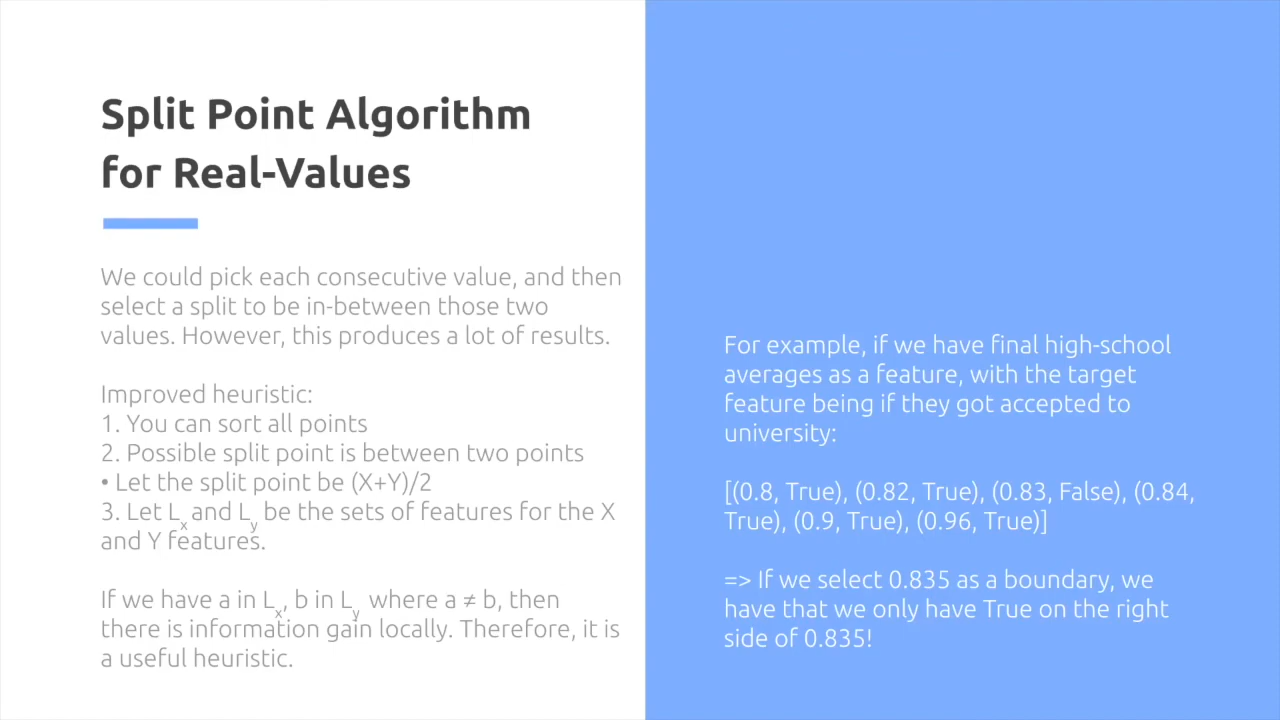 Split Point Algorithm
for Real-Values
We could pick each consecutive value, and then
select a split to be in-between those two
values. However, this produces a lot of results.
Improved heuristic:
1. You can sort all points
2. Possible split point is between two points
• Let the split point be (X+Y)/2
3. Let Lx and Ly be the sets of features for the X
and Y features.
If we have a in Lx, b in Ly where a ≠ b, then
there is information gain locally. Therefore, it is
a useful heuristic.
For example, if we have final high-school
averages as a feature, with the target
feature being if they got accepted to
university:
[(0.8, True), (0.82, True), (0.83, False), (0.84,
True), (0.9, True), (0.96, True)]
=> If we select 0.835 as a boundary, we
have that we only have True on the right
side of 0.835!